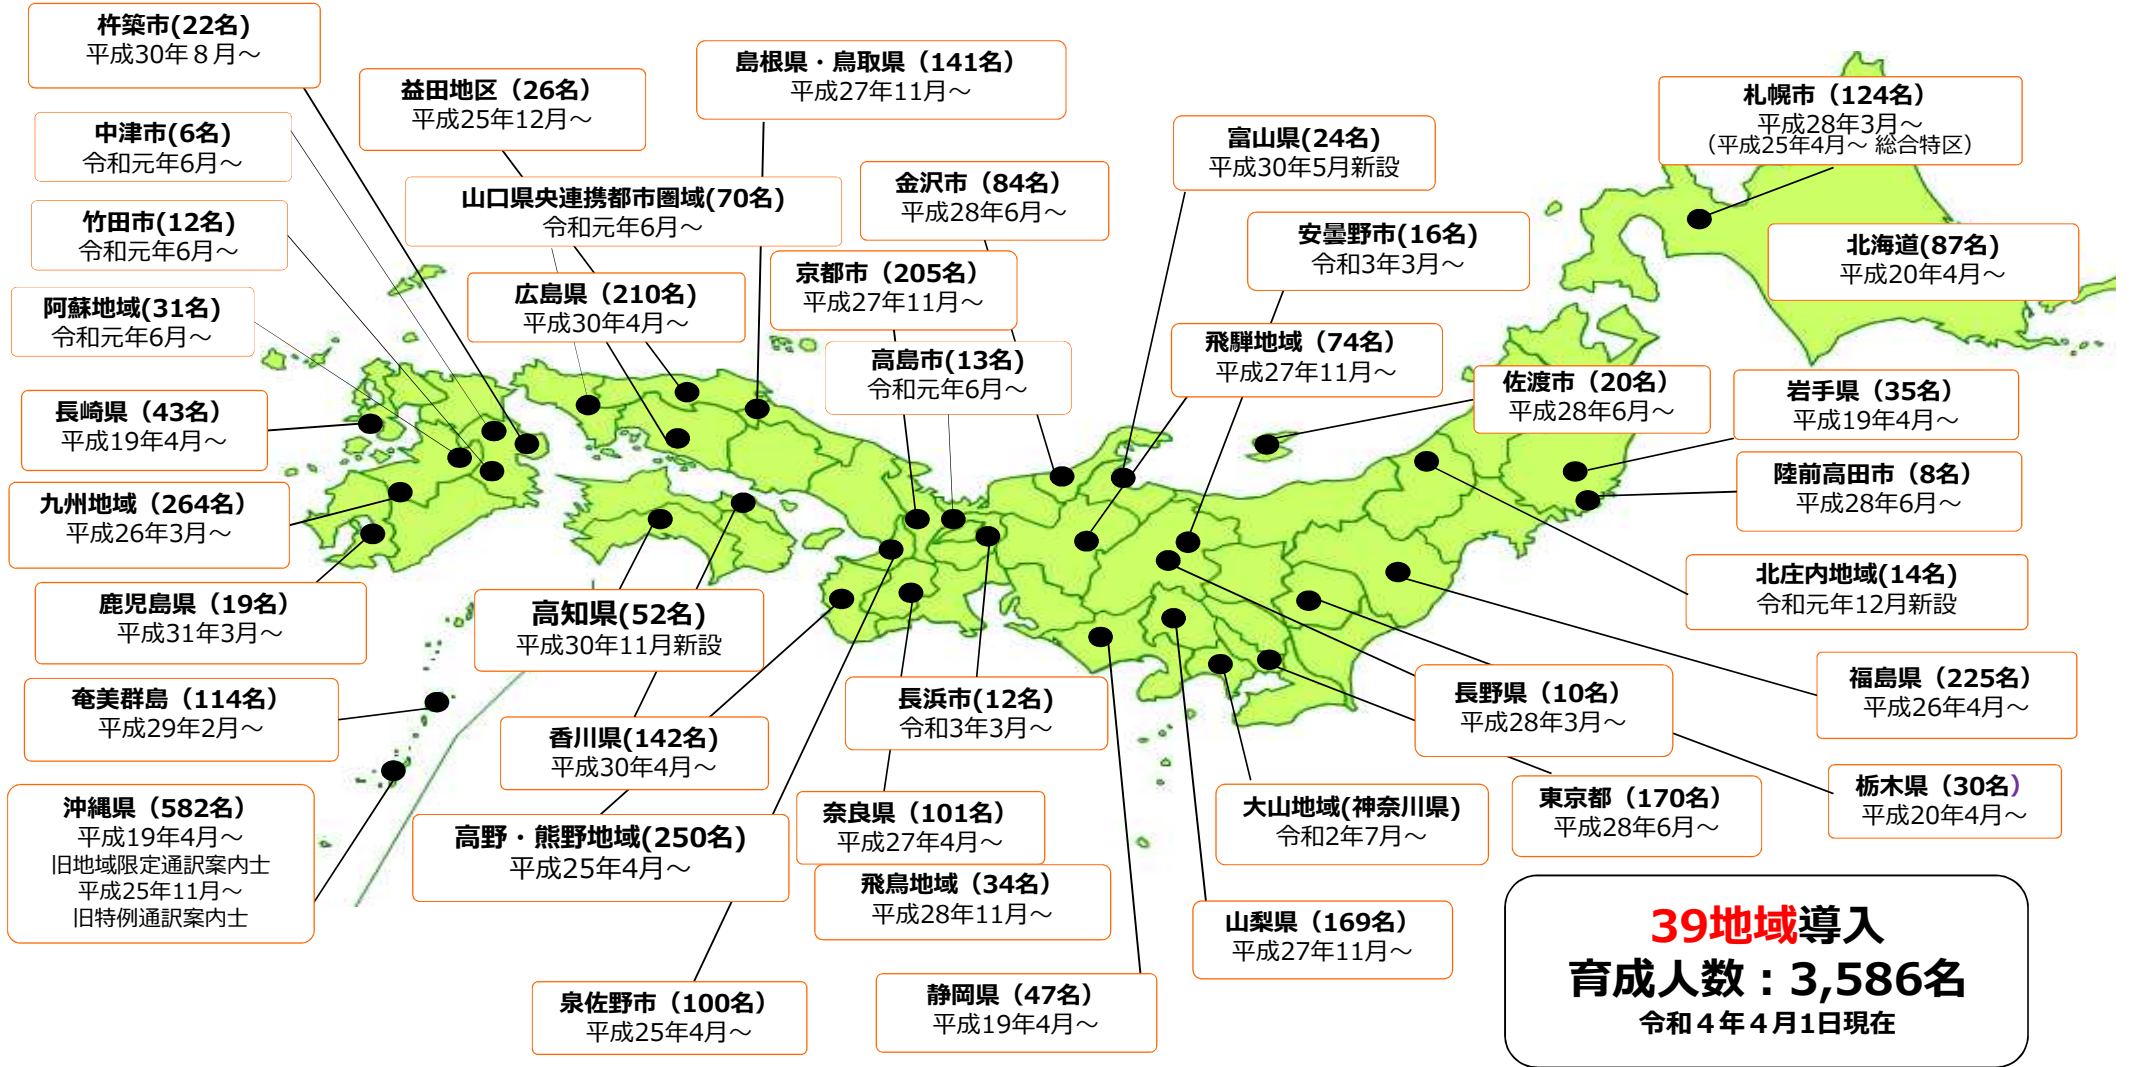 杵築市(22名)
平成30年８月～
中津市(6名)
令和元年6月～
竹田市(12名)
令和元年6月～
阿蘇地域(31名)
令和元年6月～
長崎県（43名）
平成19年4月～
九州地域（264名）
平成26年3月～
鹿児島県（19名）
平成31年3月～
奄美群島（114名）
平成29年2月～
沖縄県（582名）
平成19年4月～
旧地域限定通訳案内士
平成25年11月～
旧特例通訳案内士
益田地区（26名）
平成25年12月～
島根県・鳥取県（141名）
平成27年11月～
山口県央連携都市圏域(70名)
令和元年6月～
広島県（210名）
平成30年4月～
金沢市（84名）
平成28年6月～
京都市（205名）
平成27年11月～
高島市(13名)
令和元年6月～
富山県(24名)
平成30年5月新設
安曇野市(16名)
令和3年3月～
飛騨地域（74名）
平成27年11月～
札幌市（124名）
平成28年3月～
（平成25年4月～ 総合特区）
北海道(87名)
平成20年4月～
佐渡市（20名）
平成28年6月～
岩手県（35名）
平成19年4月～
陸前高田市（8名）
平成28年6月～
北庄内地域(14名)
令和元年12月新設
福島県（225名）
平成26年4月～
栃木県（30名）
平成20年4月～
長野県（10名）
平成28年3月～
東京都（170名）
平成28年6月～
大山地域(神奈川県)
令和2年7月～
山梨県（169名）
平成27年11月～
静岡県（47名）
平成19年4月～
長浜市(12名)
令和3年3月～
奈良県（101名）
平成27年4月～
飛鳥地域（34名）
平成28年11月～
高知県(52名)
平成30年11月新設
香川県(142名)
平成30年4月～
高野・熊野地域(250名)
平成25年4月～
泉佐野市（100名）
平成25年4月～
39地域導入
育成人数：3,586名
令和４年４月1日現在